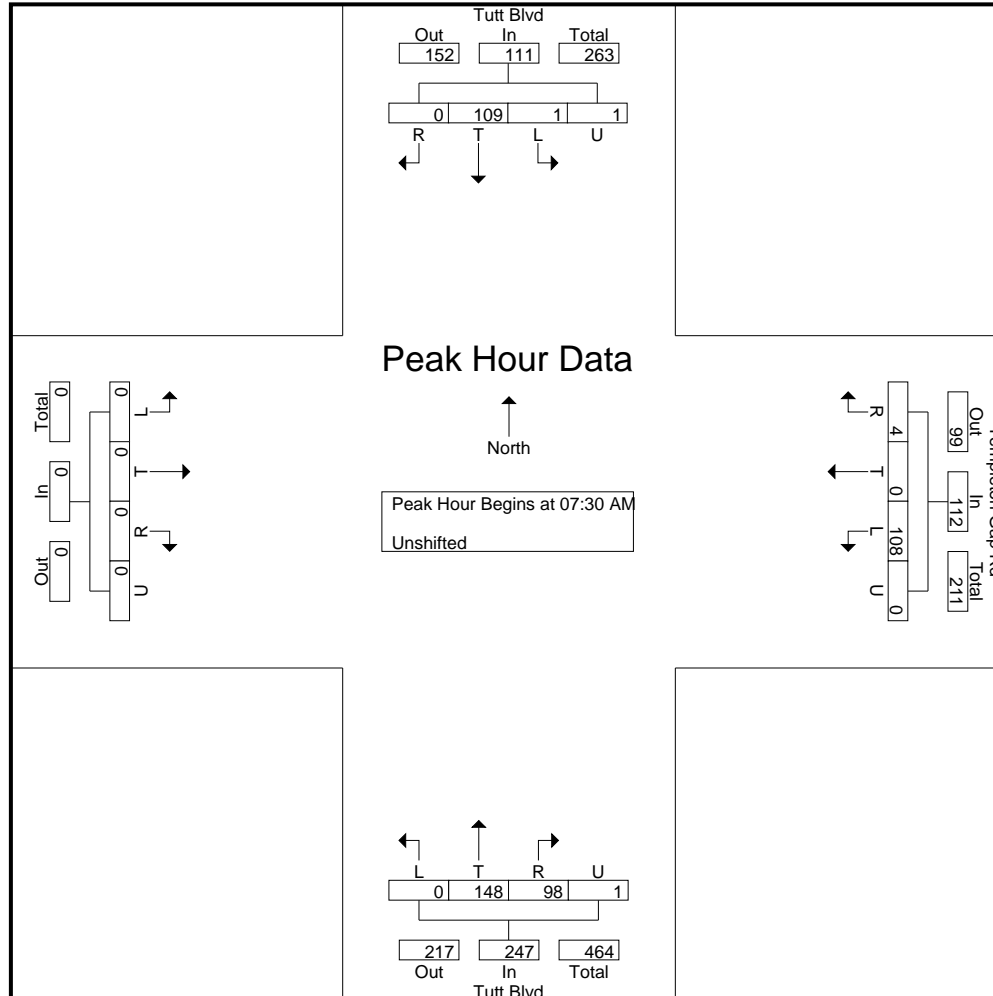 Tutt Blvd
Out In Total
152 111 263
0 109 1 1
R T L U
Peak Hour Data
North
Peak Hour Begins at 07:30 AM
Unshifted
Total In Out
0 0 0
0 0 0 0
L T R U
R T L U
4 0 108 0
Out In Total
99 112 211
L T R U
0 148 98 1
217 247 464
Out In Total
Tutt Blvd